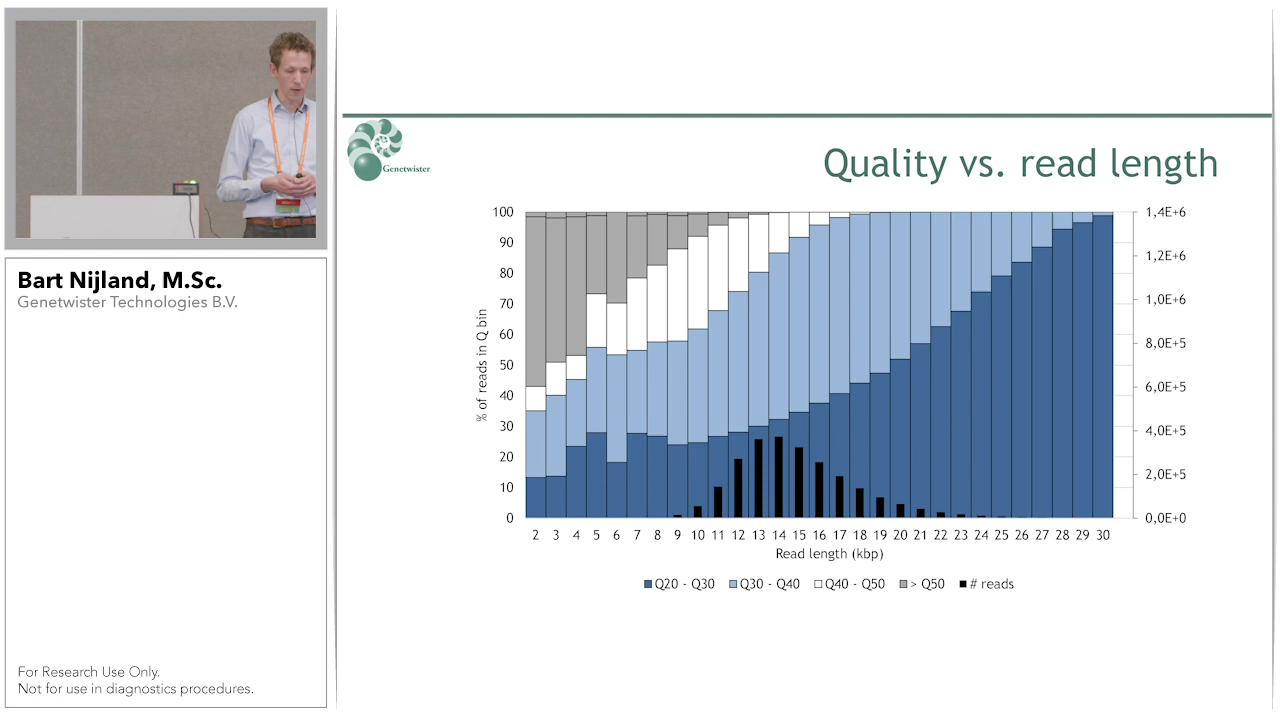 Bart Nijland, M.Sc.
Genetwister Technologies B.V.
For Research Use Only.
Not for use in diagnostics procedures.
Genetwister
Quality vs. read length
% of reads in Q bin
100
90
80
70
60
50
40
30
20
10
0
1,4E+6
1,2E+6
1,0E+6
8,0E+5
6,0E+5
4,0E+5
2,0E+5
0,0E+0
2 3 4 5 6 7 8 9 10 11 12 13 14 15 16 17 18 19 20 21 22 23 24 25 26 27 28 29 30
Read length (kbp)
Q20 - Q30 Q30 - Q40 Q40 - Q50 > Q50 # reads